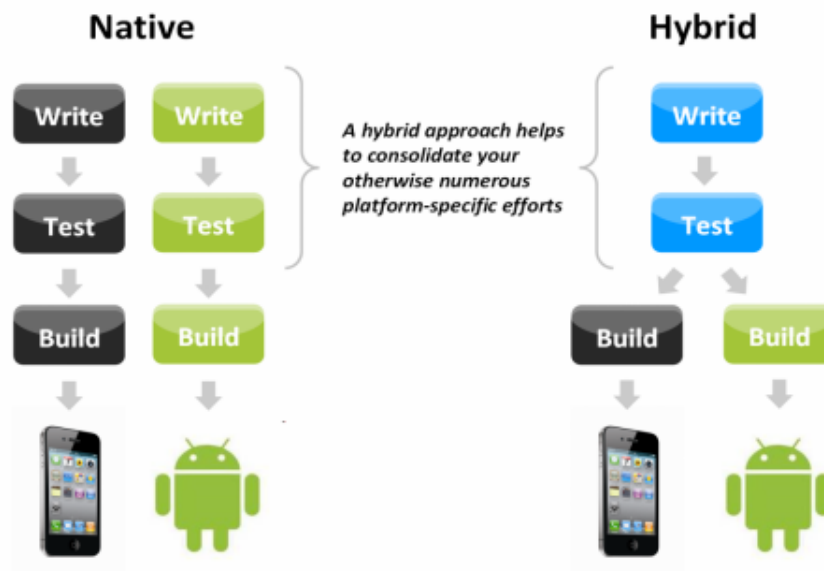 Native
Hybrid
Write
Write
A hybrid approach helps
to consolidate your
otherwise numerous
platform-specific efforts
Write
Test
Test
Test
Build
Build
Build
Build